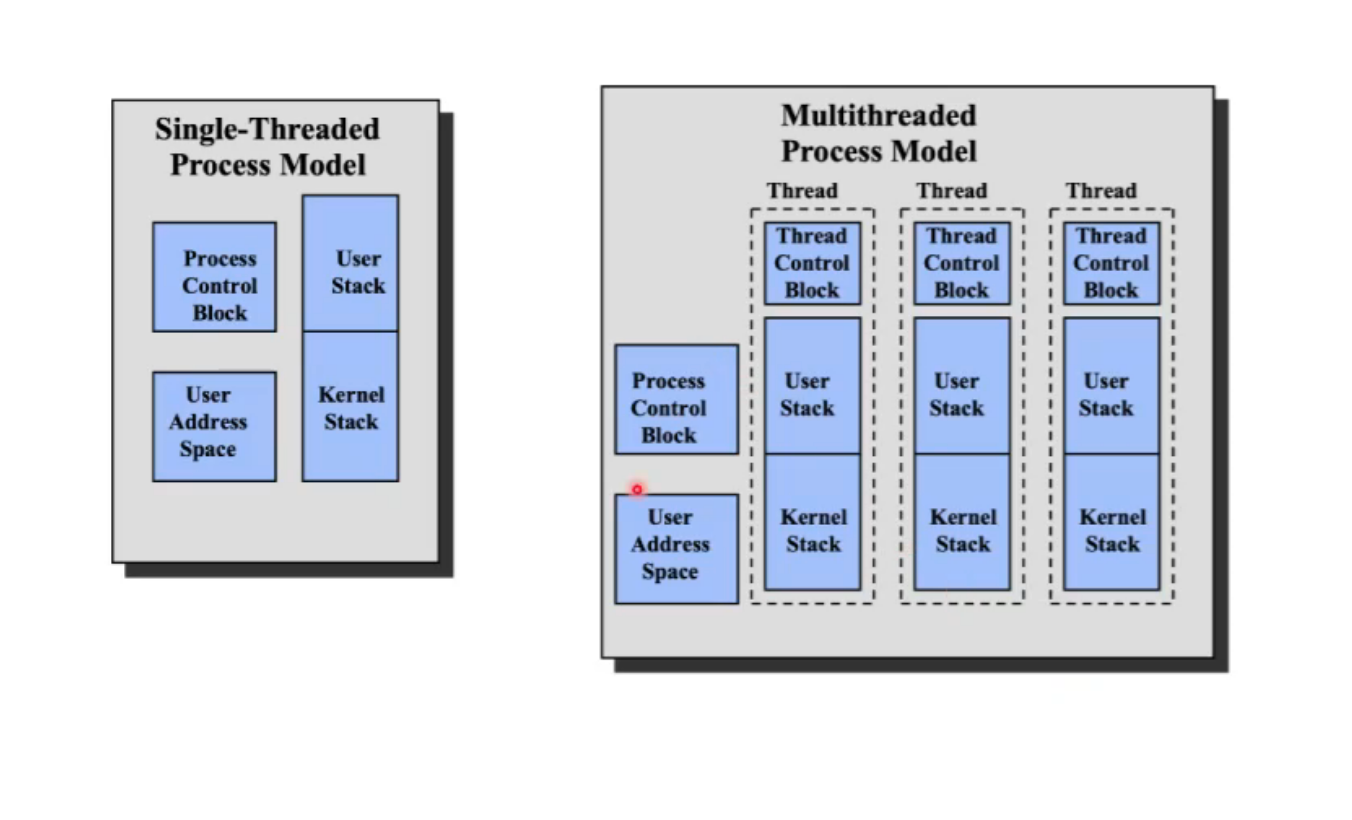 Single-Threaded
Process Model
Process
Control
Block
User
Stack
User
Address
Space
Kernel
Stack
Multithreaded
Process Model
Thread
Thread
Thread
Thread
Control
Block
Thread
Control
Block
Thread
Control
Block
Process
Control
Block
User
Stack
User
Stack
User
Stack
User
Address
Space
Kernel
Stack
Kernel
Stack
Kernel
Stack